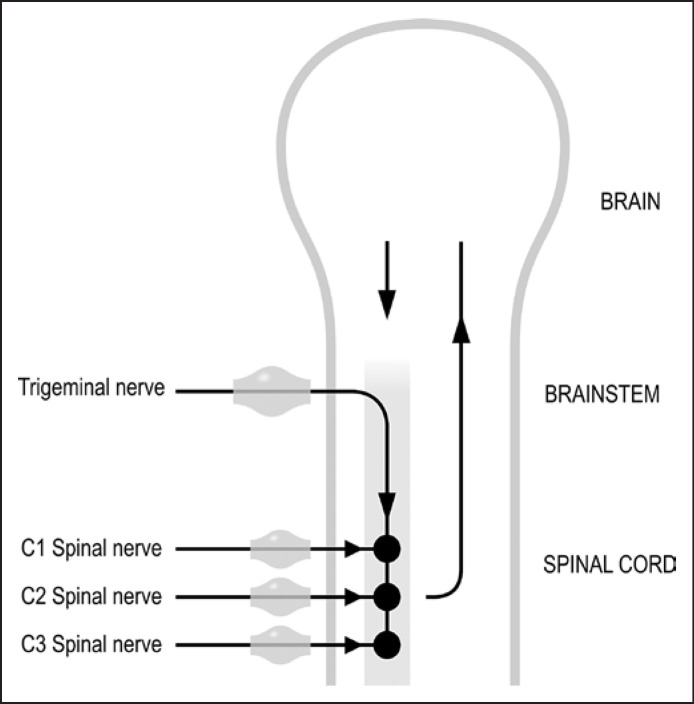 BRAIN
Trigeminal nerve
BRAINSTEM
C1 Spinal nerve
SPINAL CORD
C2 Spinal nerve
C3 Spinal nerve